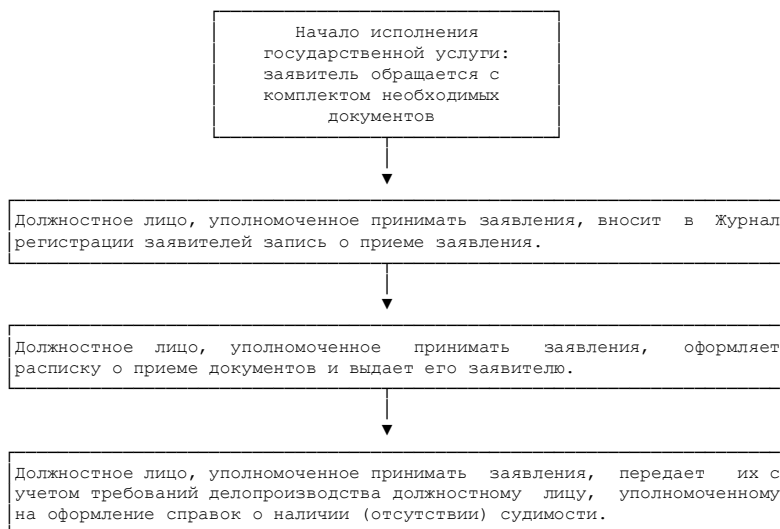 Начало исполнения
государственной услуги:
заявитель обращается с
комплектом необходимых
документов
Должностное лицо, уполномоченное принимать заявления, вносит в Журнал
регистрации заявителей запись о приеме заявления.
Должностное лицо, уполномоченное принимать заявления, оформляет
расписку о приеме документов и выдает его заявителю.
Должностное лицо, уполномоченное принимать заявления, передает их с
учетом требований делопроизводства должностному лицу, уполномоченному
на оформление справок о наличии (отсутствии) судимости.